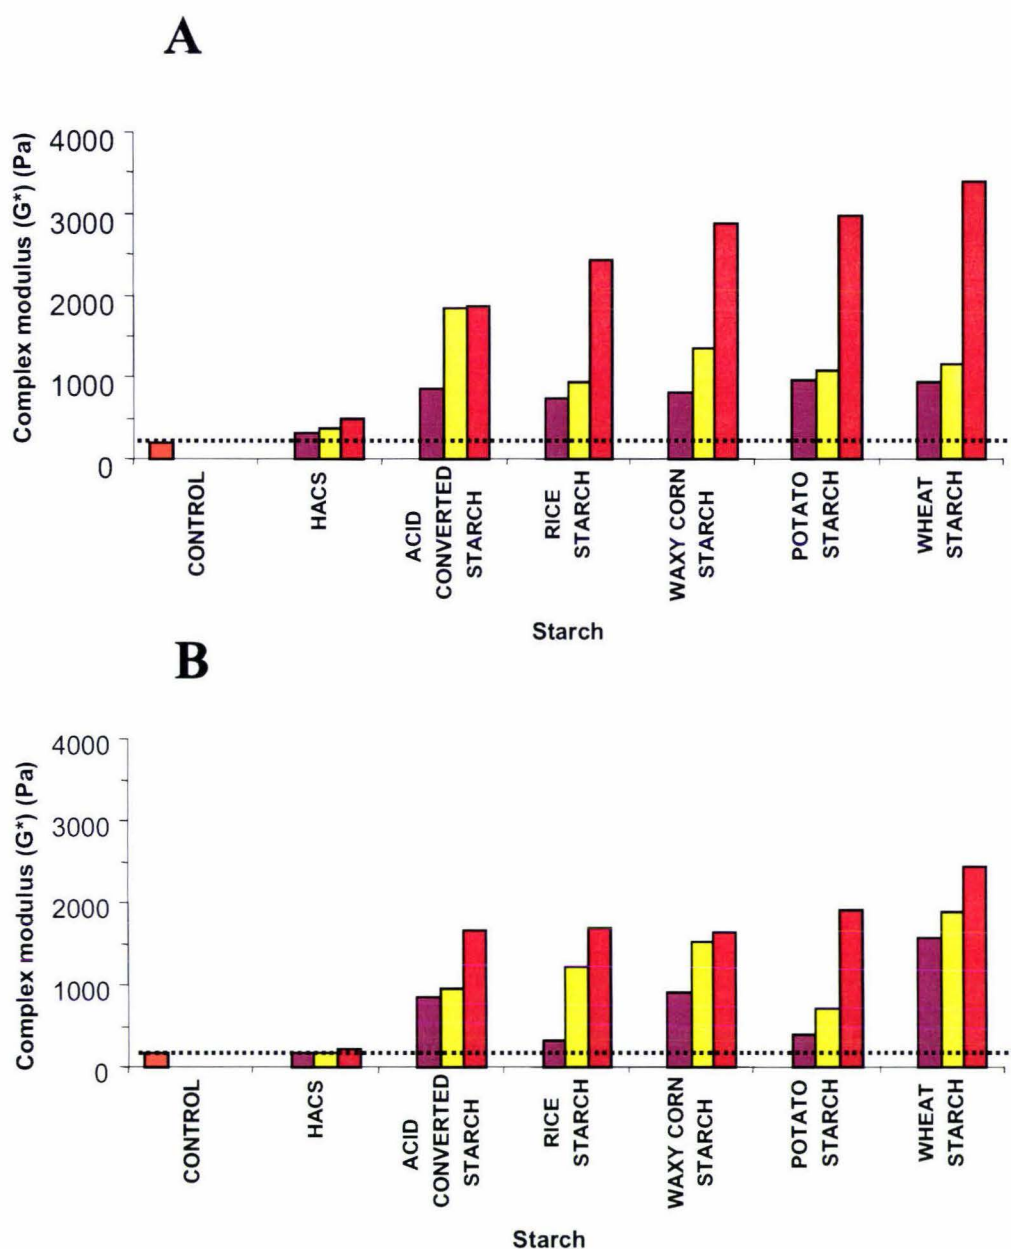 A
Complex modulus (G*) (Pa)
4000
3000
2000
1000
0
CONTROL
HACS
ACID
CONVERTED
STARCH
RICE
STARCH
WAXY CORN
STARCH
POTATO
STARCH
WHEAT
STARCH
Starch
B
Complex modulus (G*) (Pa)
4000
3000
2000
1000
0
CONTROL
HACS
ACID
CONVERTED
STARCH
RICE
STARCH
WAXY CORN
STARCH
POTATO
STARCH
WHEAT
STARCH
Starch